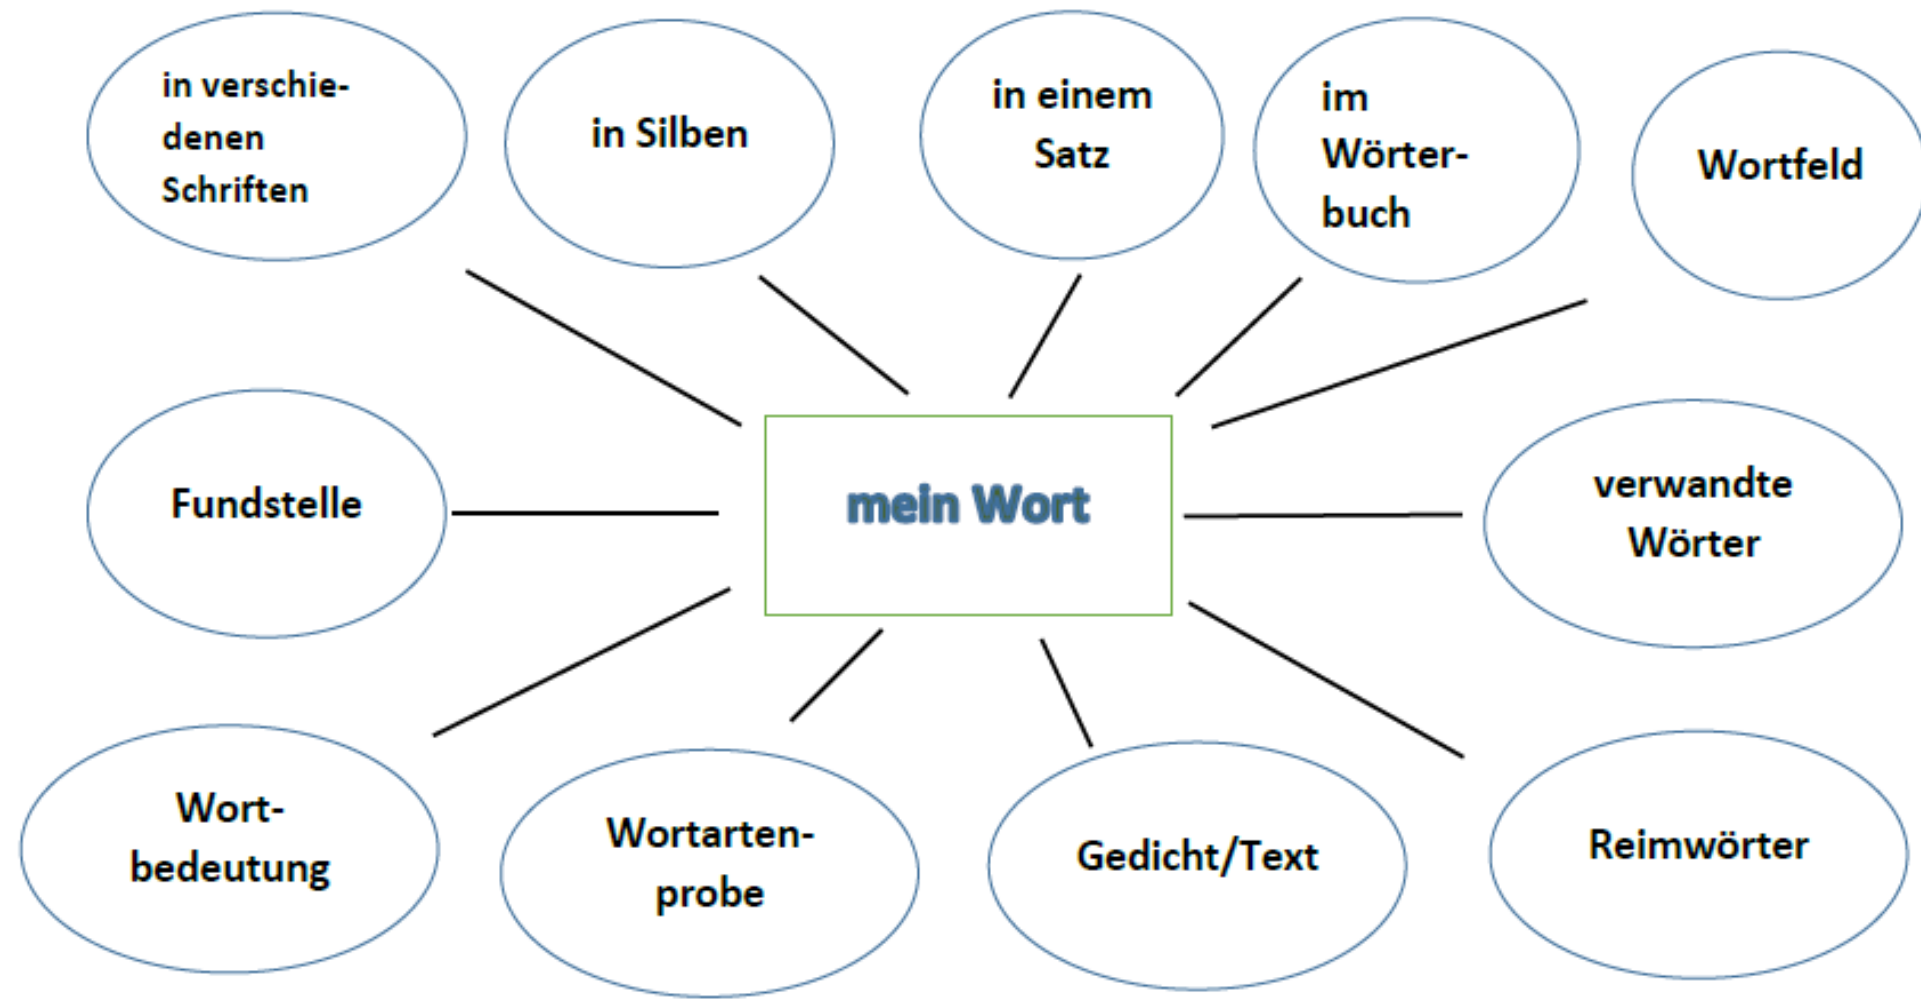 in verschie-
denen
Schriften
in Silben
in einem
Satz
im
Wörter-
buch
Wortfeld
Fundstelle
mein Wort
verwandte
Wörter
Wort-
bedeutung
Wortarten-
probe
Gedicht/Text
Reimwörter